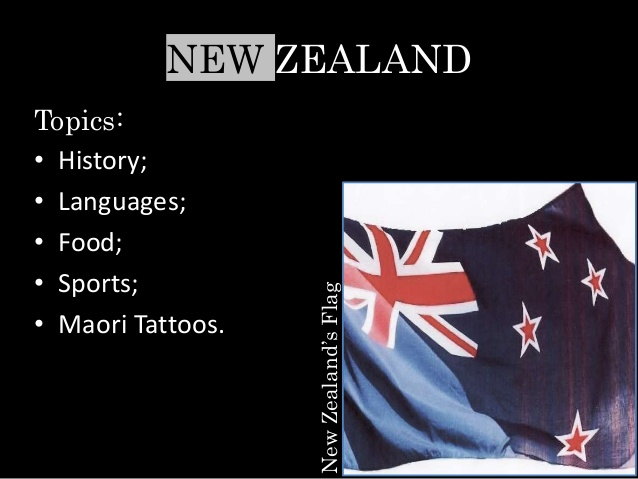 NEW ZEALAND
Topics:
• History;
• Languages;
• Food;
• Sports;
• Maori Tattoos.
New Zealand's Flag